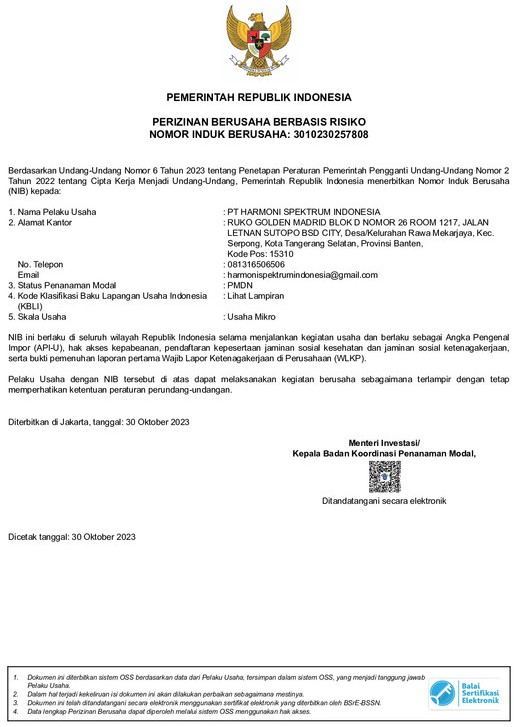 PEMERINTAH REPUBLIK INDONESIA
PERIZINAN BERUSAHA BERBASIS RISIKO
NOMOR INDUK BERUSAHA: 3010230257808
Berdasarkan Undang-Undang Nomor 6 Tahun 2023 tentang Penetapan Peraturan Pemerintah Pengganti Undang-Undang Nomor 2
Tahun 2022 tentang Cipta Kerja Menjadi Undang-Undang, Pemerintah Republik Indonesia menerbitkan Nomor Induk Berusaha
(NIB) kepada:
1. Nama Pelaku Usaha : PT HARMONI SPEKTRUM INDONESIA
2. Alamat Kantor : RUKO GOLDEN MADRID BLOK D NOMOR 26 ROOM 1217, JALAN
LETNAN SUTOPO BSD CITY, Desa/Kelurahan Rawa Mekarjaya, Kec.
Serpong, Kota Tangerang Selatan, Provinsi Banten,
Kode Pos: 15310
No. Telepon : 081316506506
Email : harmonispektrumindonesia@gmail.com
3. Status Penanaman Modal : PMDN
4. Kode Klasifikasi Baku Lapangan Usaha Indonesia : Lihat Lampiran
(KBLI)
5. Skala Usaha : Usaha Mikro
NIB ini berlaku di seluruh wilayah Republik Indonesia selama menjalankan kegiatan usaha dan berlaku sebagai Angka Pengenal
Impor (API-U), hak akses kepabeanan, pendaftaran kepesertaan jaminan sosial kesehatan dan jaminan sosial ketenagakerjaan,
serta bukti pemenuhan laporan pertama Wajib Lapor Ketenagakerjaan di Perusahaan (WLKP).
Pelaku Usaha dengan NIB tersebut di atas dapat melaksanakan kegiatan berusaha sebagaimana terlampir dengan tetap
memperhatikan ketentuan peraturan perundang-undangan.
Diterbitkan di Jakarta, tanggal: 30 Oktober 2023
Menteri Investasi/
Kepala Badan Koordinasi Penanaman Modal,
Ditandatangani secara elektronik
Dicetak tanggal: 30 Oktober 2023
1. Dokumen ini diterbitkan sistem OSS berdasarkan data dari Pelaku Usaha, tersimpan dalam sistem OSS, yang menjadi tanggung jawab
Pelaku Usaha.
2. Dalam hal terjadi kekeliruan isi dokumen ini akan dilakukan perbaikan sebagaimana mestinya.
3. Dokumen ini telah ditandatangani secara elektronik menggunakan sertifikat elektronik yang diterbitkan oleh BSrE-BSSN.
4. Data lengkap Perizinan Berusaha dapat diperoleh melalui sistem OSS menggunakan hak akses.
Balai
Sertifikasi
Elektronik